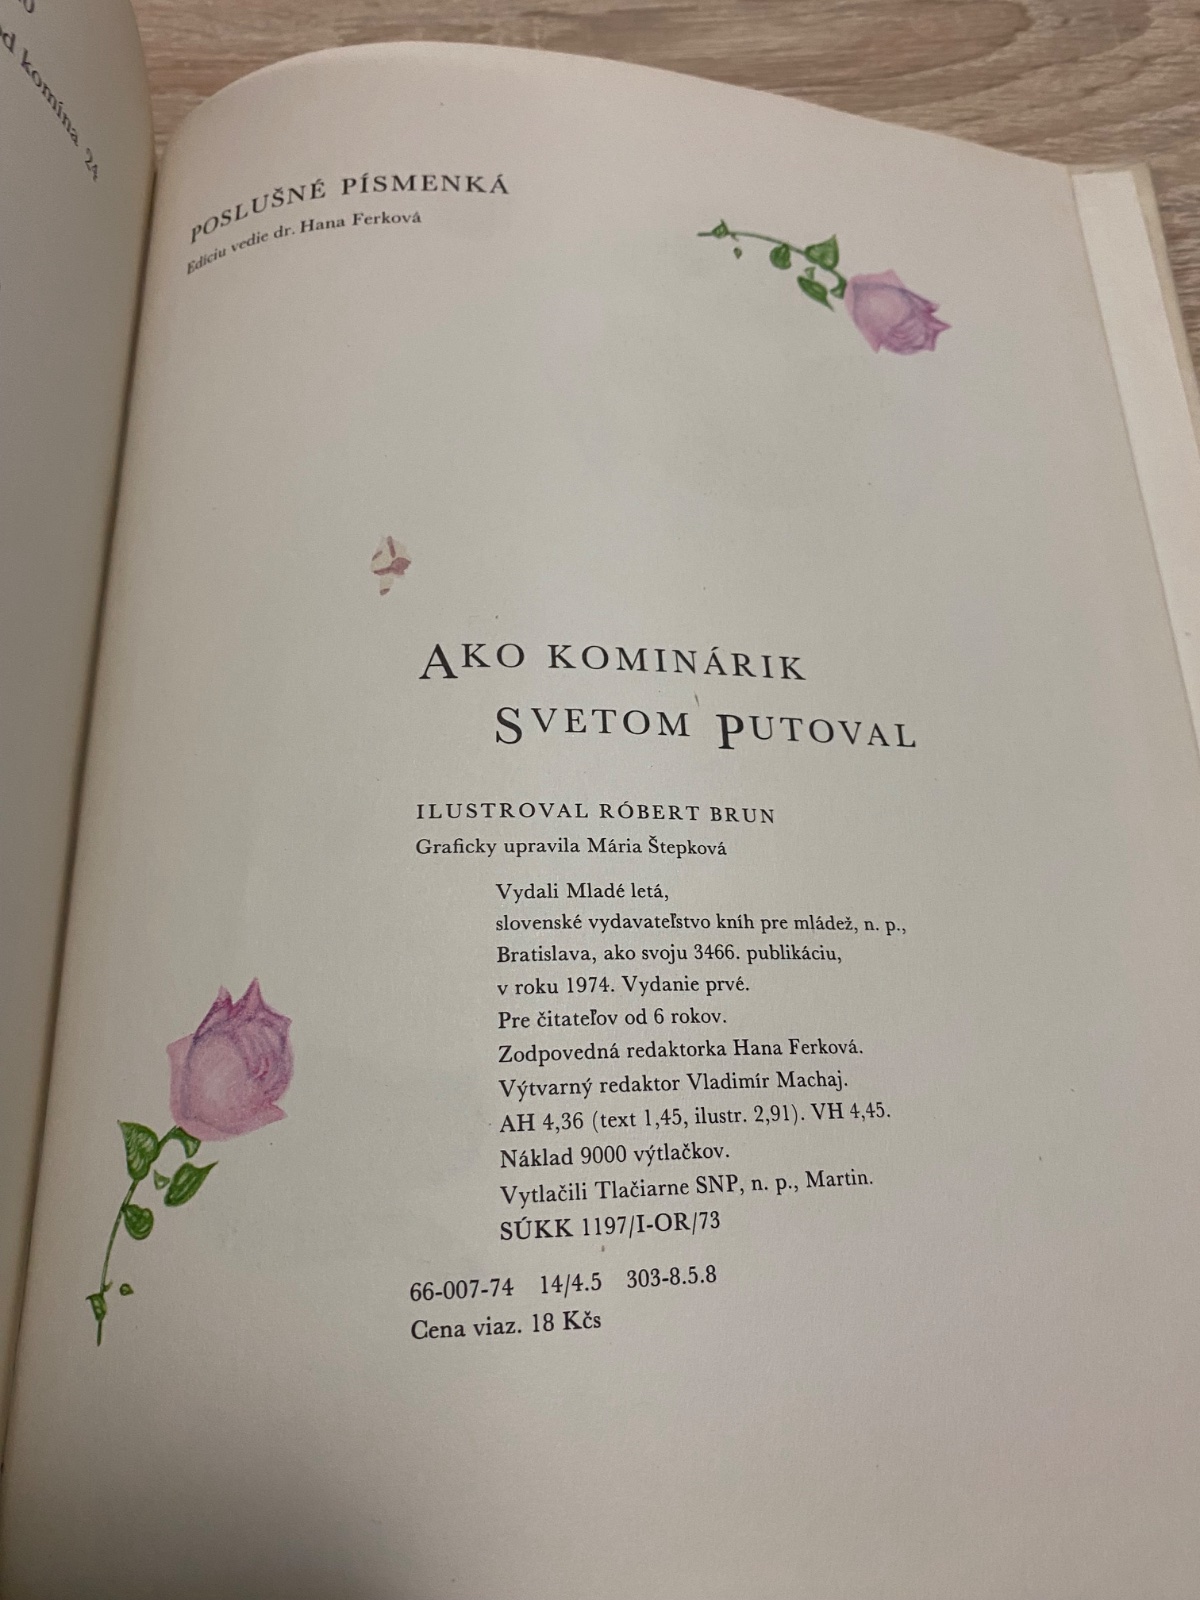 od komína 24
POSLUŠNÉ PÍSMENKÁ
Edíciu vedie dr. Hana Ferková
AKO KOMINÁRIK
SVETOM PUTOVAL
ILUSTROVAL RÓBERT BRUN
Graficky upravila Mária Štepková
Vydali Mladé letá,
slovenské vydavateľstvo kníh pre mládež, n. p.,
Bratislava, ako svoju 3466. publikáciu,
v roku 1974. Vydanie prvé.
Pre čitateľov od 6 rokov.
Zodpovedná redaktorka Hana Ferková.
Výtvarný redaktor Vladimír Machaj.
AH 4,36 (text 1,45, ilustr. 2,91). VH 4,45.
Náklad 9000 výtlačkov.
Vytlačili Tlačiarne SNP, n. p., Martin.
SÚKK 1197/I-OR/73
66-007-74 14/4.5 303-8.5.8
Cena viaz. 18 Kčs